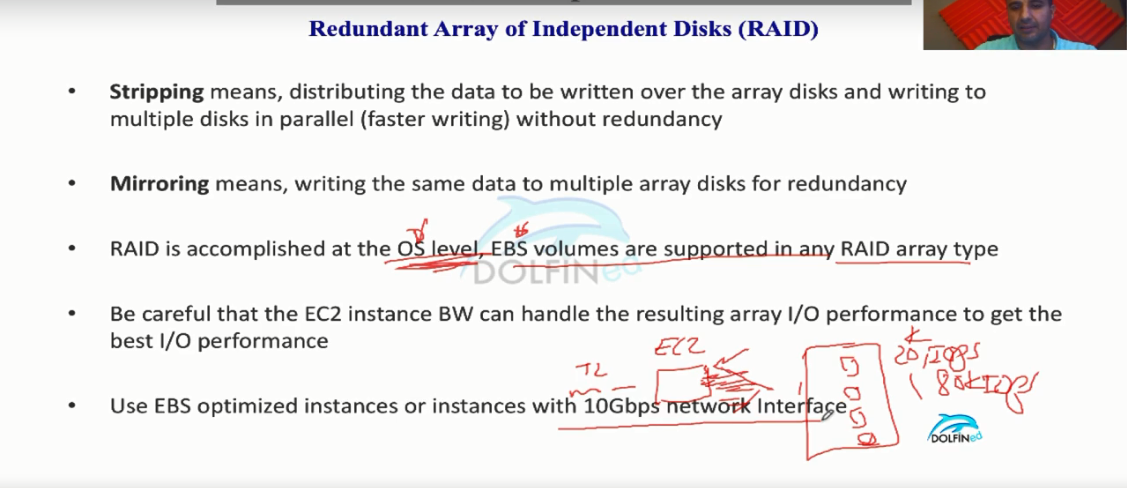 Redundant Array of Independent Disks (RAID)
• Stripping means, distributing the data to be written over the array disks and writing to
multiple disks in parallel (faster writing) without redundancy
• Mirroring means, writing the same data to multiple array disks for redundancy
• RAID is accomplished at the OS level, EBS volumes are supported in any RAID array type
DOLFINed
• Be careful that the EC2 instance BW can handle the resulting array I/O performance to get the
best I/O performance
EC2
T2
• Use EBS optimized instances or instances with 10Gbps network Interface
DOLFINed